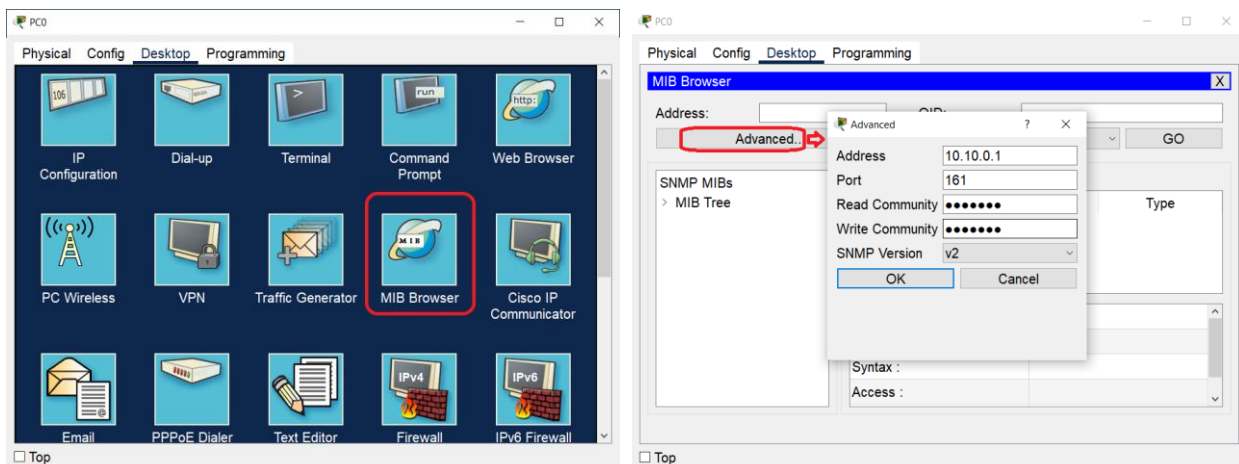 PC0
Physical Config Desktop Programming
106
>
run
http:
IP
Configuration
Dial-up
Terminal
Command
Prompt
Web Browser
MIB
PC Wireless
VPN
Traffic Generator
MIB Browser
Cisco IP
Communicator
IPv4
IPv6
Email
PPPoE Dialer
Text Editor
Firewall
IPv6 Firewall
Top
PC0
Physical Config Desktop Programming
MIB Browser X
Address:
Advanced..
GO
SNMP MIBs
MIB Tree
Type
Syntax :
Access :
Advanced ?
Address 10.10.0.1
Port 161
Read Community •••••••
Write Community •••••••
SNMP Version v2
OK Cancel
Top